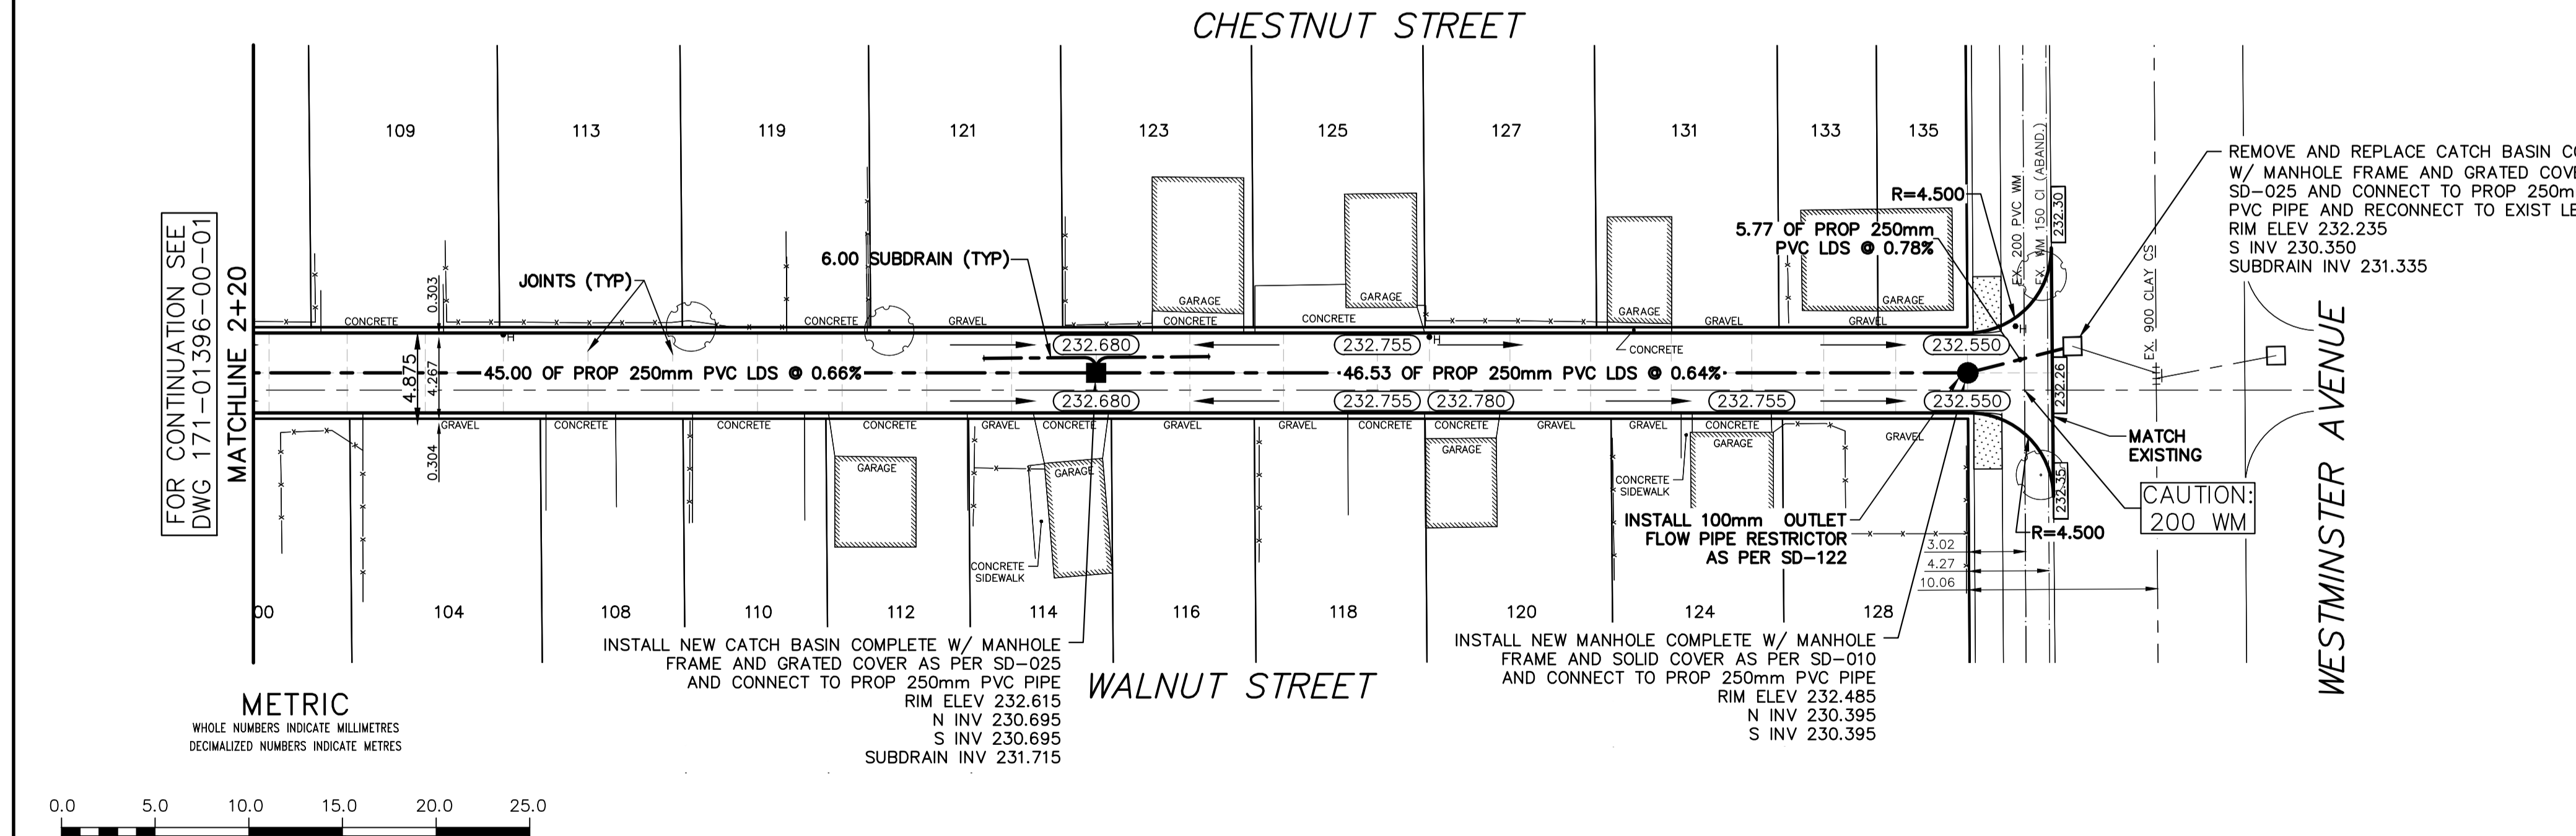 CHESTNUT STREET
109
113
119
121
123
125
127
131
133
135
FOR CONTINUATION SEE
DWG 171-01396-00-01
MATCHLINE 2+20
JOINTS (TYP)
6.00 SUBDRAIN (TYP)
5.77 OF PROP 250mm
PVC LDS @ 0.78%
R=4.500
EX. 200 PVC WM
EX. WM 150 CI (ABAND.)
232.30
EX. 900 CLAY CS
REMOVE AND REPLACE CATCH BASIN
W/ MANHOLE FRAME AND GRATED
SD-025 AND CONNECT TO PROP
PVC PIPE AND RECONNECT TO EXIST
RIM ELEV 232.235
S INV 230.350
SUBDRAIN INV 231.335
GARAGE
GARAGE
GARAGE
GARAGE
CONCRETE
CONCRETE
GRAVEL
CONCRETE
CONCRETE
GRAVEL
GRAVEL
CONCRETE
H
H
H
0.303
4.875
4.267
0.304
232.680
232.755
232.550
45.00 OF PROP 250mm PVC LDS @ 0.66%
46.53 OF PROP 250mm PVC LDS @ 0.64%
232.680
232.755
232.780
232.755
232.550
232.26
232.35
GRAVEL
CONCRETE
CONCRETE
CONCRETE
GRAVEL
CONCRETE
GRAVEL
GRAVEL
CONCRETE
GRAVEL
GRAVEL
CONCRETE
GRAVEL
GARAGE
GARAGE
GARAGE
GARAGE
CONCRETE
SIDEWALK
CONCRETE
SIDEWALK
MATCH
EXISTING
CAUTION:
200 WM
R=4.500
WESTMINSTER AVENUE
INSTALL 100mm OUTLET
FLOW PIPE RESTRICTOR
AS PER SD-122
3.02
4.27
10.06
00
104
108
110
112
114
116
118
120
124
128
INSTALL NEW CATCH BASIN COMPLETE W/ MANHOLE
FRAME AND GRATED COVER AS PER SD-025
AND CONNECT TO PROP 250mm PVC PIPE
RIM ELEV 232.615
N INV 230.695
S INV 230.695
SUBDRAIN INV 231.715
WALNUT STREET
INSTALL NEW MANHOLE COMPLETE W/ MANHOLE
FRAME AND SOLID COVER AS PER SD-010
AND CONNECT TO PROP 250mm PVC PIPE
RIM ELEV 232.485
N INV 230.395
S INV 230.395
METRIC
WHOLE NUMBERS INDICATE MILLIMETRES
DECIMALIZED NUMBERS INDICATE METRES
0.0 5.0 10.0 15.0 20.0 25.0